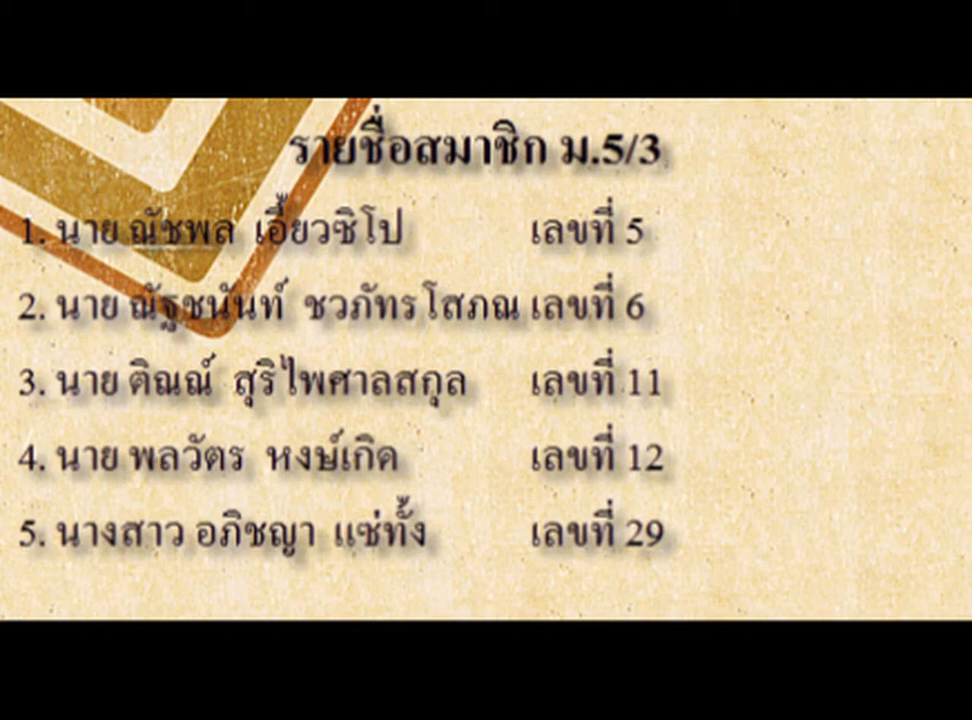 รายชื่อสมาชิก ม.5/3
1. นาย ณัชพล เอี้ยวซิโป เลขที่ 5
2. นาย ณัฐชนันท์ ชวภัทรโสภณ เลขที่ 6
3. นาย ติณณ์ สุริไพศาลสกุล เลขที่ 11
4. นาย พลวัตร หงษ์เกิด เลขที่ 12
5. นางสาว อภิชญา แซ่ทั้ง เลขที่ 29